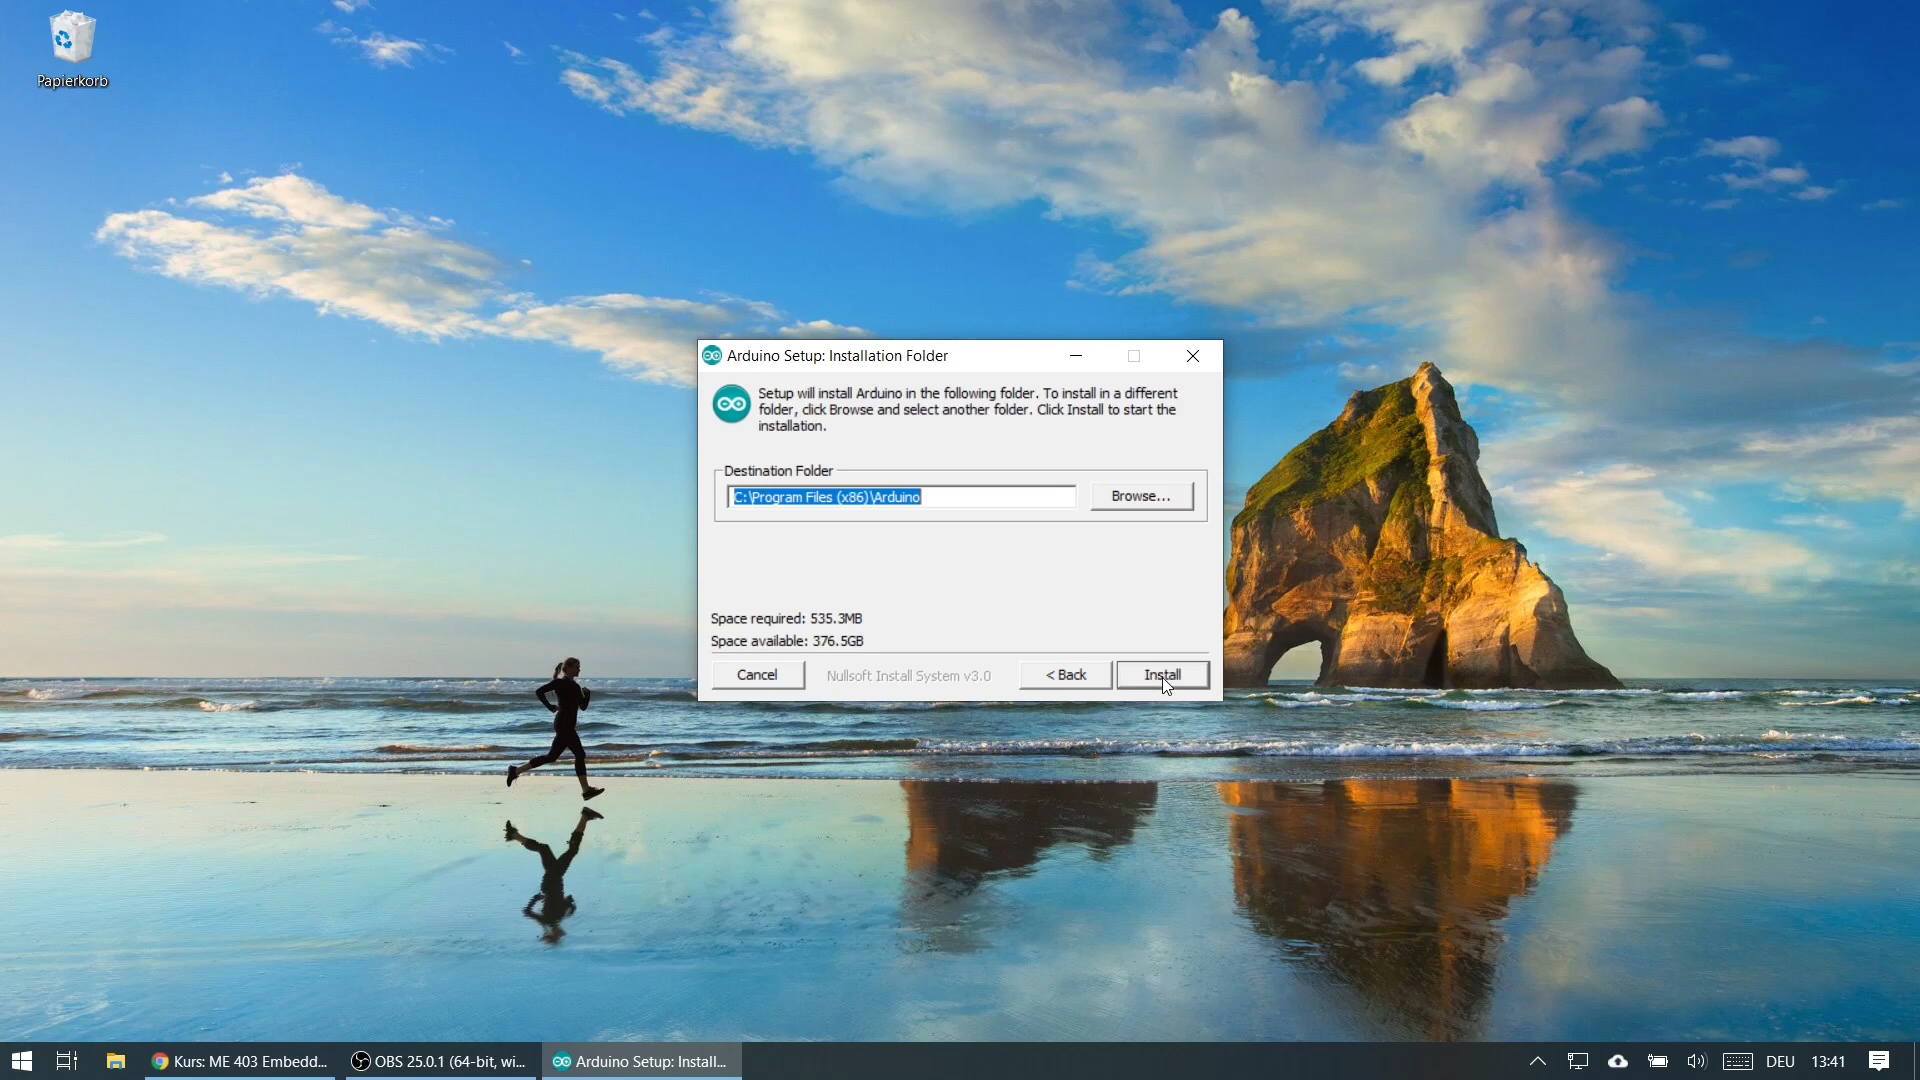 Papierkorb
Arduino Setup: Installation Folder
Setup will install Arduino in the following folder. To install in a different
folder, click Browse and select another folder. Click Install to start the
installation.
Destination Folder
C:\Program Files (x86)\Arduino
Browse...
Space required: 535.3MB
Space available: 376.5GB
Cancel
Nullsoft Install System v3.0
< Back
Install
Kurs: ME 403 Embedd...
OBS 25.0.1 (64-bit, wi...
Arduino Setup: Install...
DEU
13:41